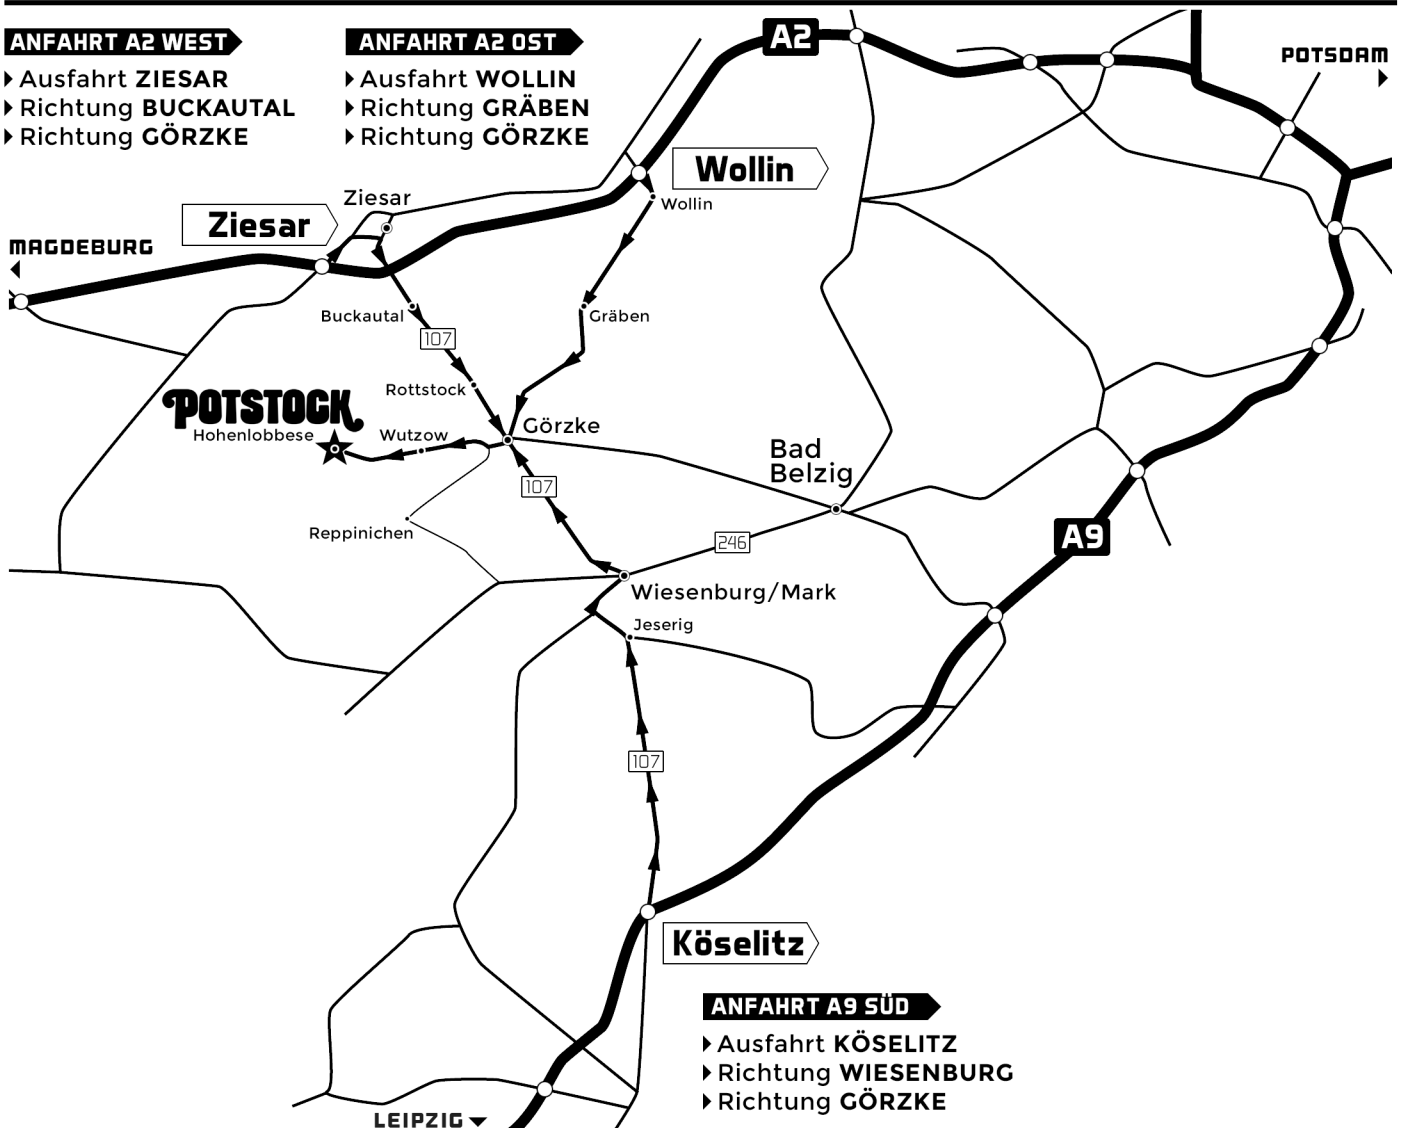 ANFAHRT A2 WEST
Ausfahrt ZIESAR
Richtung BUCKAUTAL
Richtung GÖRZKE
ANFAHRT A2 OST
Ausfahrt WOLLIN
Richtung GRÄBEN
Richtung GÖRZKE
A2
POTSDAM
Wollin
Wollin
Ziesar
Ziesar
MAGDEBURG
Buckautal
Gräben
107
Rottstock
POTSTOCK
Hohenlobbese
Wutzow
Görzke
Bad
Belzig
107
Reppinichen
246
A9
Wiesenburg/Mark
Jeserig
107
Köselitz
ANFAHRT A9 SÜD
Ausfahrt KÖSELITZ
Richtung WIESENBURG
Richtung GÖRZKE
LEIPZIG